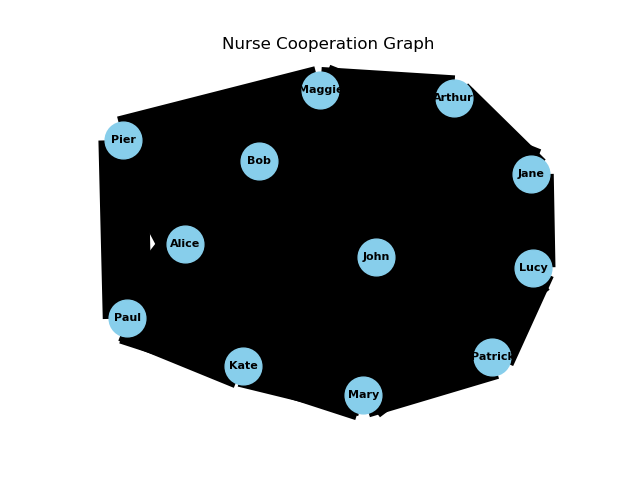 Nurse Cooperation Graph
Maggie
Arthur
Pier
Bob
Jane
Alice
John
Lucy
Paul
Patrick
Kate
Mary